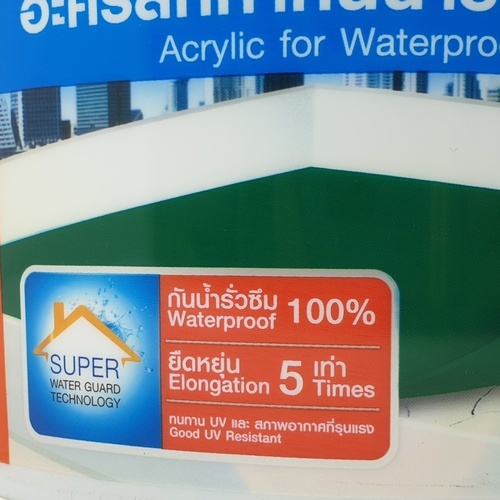 Acrylic for
กันน้ำรั่วซึม
Waterproof 100%
ยืดหยุ่น
Elongation 5 เท่า
Times
ทนทาน UV และ สภาพอากาศที่รุนแรง
Good UV Resistant
SUPER
WATER GUARD
TECHNOLOGY